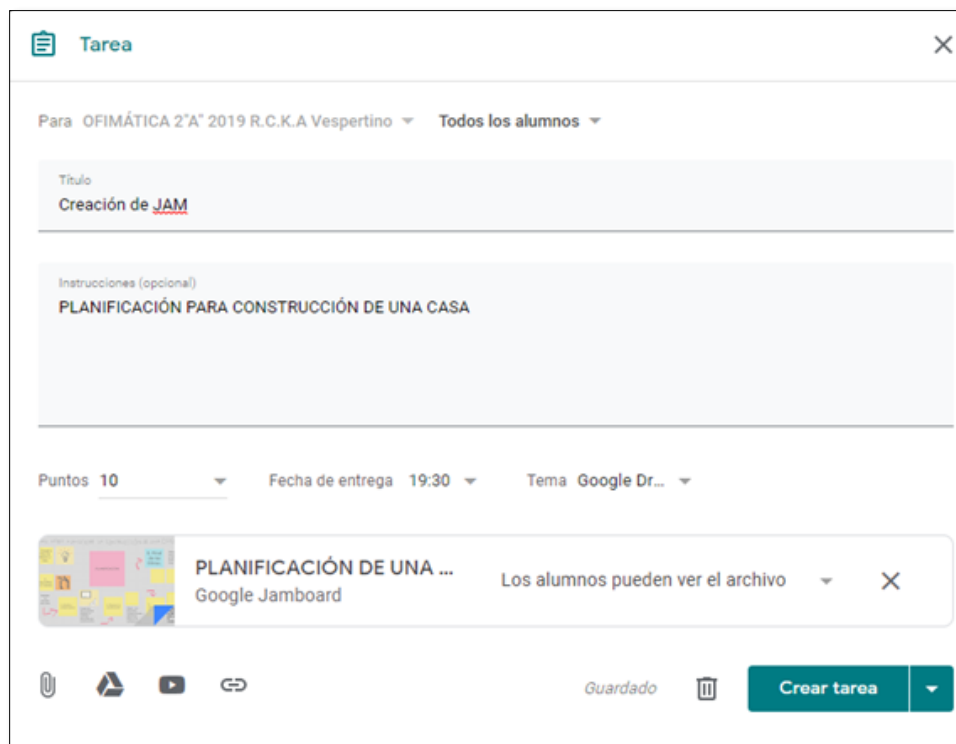 Tarea
Para OFIMÁTICA 2"A" 2019 R.C.K.A Vespertino Todos los alumnos
Título
Creación de JAM
Instrucciones (opcional)
PLANIFICACIÓN PARA CONSTRUCCIÓN DE UNA CASA
Puntos 10 Fecha de entrega 19:30 Tema Google Dr...
PLANIFICACIÓN DE UNA ...
Google Jamboard
Los alumnos pueden ver el archivo
Guardado
Crear tarea